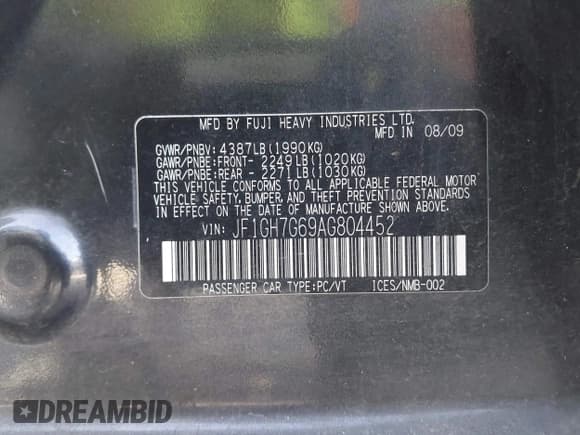 MFD BY FUJI HEAVY INDUSTRIES LTD.
MFD IN 08/09
GVWR/PNBV: 4387LB(1990KG)
GAWR/PNBE:FRONT- 2249LB(1020KG)
GAWR/PNBE:REAR - 2271LB(1030KG)
THIS VEHICLE CONFORMS TO ALL APPLICABLE FEDERAL MOTOR
VEHICLE SAFETY, BUMPER, AND THEFT PREVENTION STANDARDS
IN EFFECT ON THE DATE OF MANUFACTURE SHOWN ABOVE.
VIN: JF1GH7G69AG804452
PASSENGER CAR TYPE:PC/VT ICES/NMB-002
DREAMBID